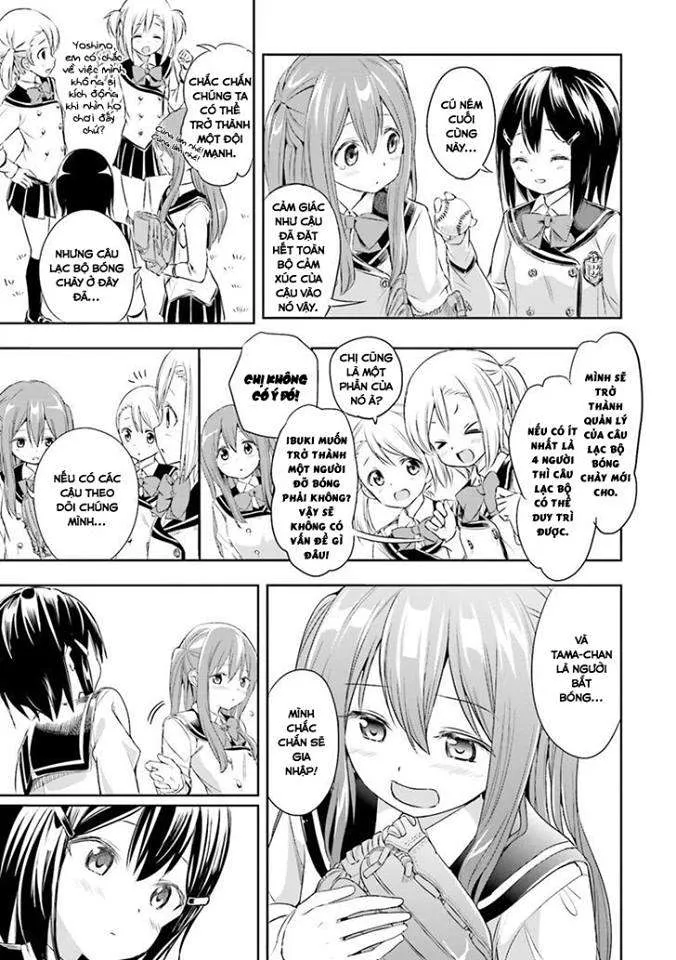 CÚ NÉM
CUỐI
CÙNG
NÀY...
CẢM GIÁC
NHƯ CẬU
ĐÃ ĐẶT
HẾT TOÀN
BỘ CẢM
XÚC CỦA
CẬU VÀO
NÓ VẬY.
CHẮC CHẮN
CHÚNG TA
CÓ THỂ
TRỞ THÀNH
MỘT ĐỘI
MẠNH.
Cùng làm nhé!
Cùng làm nhé!
Yoshino,
em có chắc
về việc mình
không bị
kích động
khi nhìn họ
chơi đấy
chứ?
NHƯNG CÂU
LẠC BỘ BÓNG
CHÀY Ở ĐÂY
ĐÃ...
MÌNH SẼ
TRỞ
THÀNH
QUẢN LÝ
CỦA CÂU
LẠC BỘ
BÓNG
CHÀY MỚI
CHO.
NẾU CÓ ÍT
NHẤT LÀ
4 NGƯỜI
THÌ CÂU
LẠC BỘ
CÓ THỂ
DUY TRÌ
ĐƯỢC.
CHỊ CŨNG
LÀ MỘT
PHẦN CỦA
NÓ À?
IBUKI MUỐN
TRỞ THÀNH
MỘT NGƯỜI
ĐỠ BÓNG
PHẢI KHÔNG?
VẬY SẼ
KHÔNG CÓ
VẤN ĐỀ GÌ
ĐÂU!
CHỊ KHÔNG
CÓ Ý ĐÓ!
NẾU CÓ CÁC
CẬU THEO
DÕI CHÚNG
MÌNH...
VÀ
TAMA-CHAN
LÀ NGƯỜI
BẮT
BÓNG...
MÌNH
CHẮC
CHẮN SẼ
GIA
NHẬP!